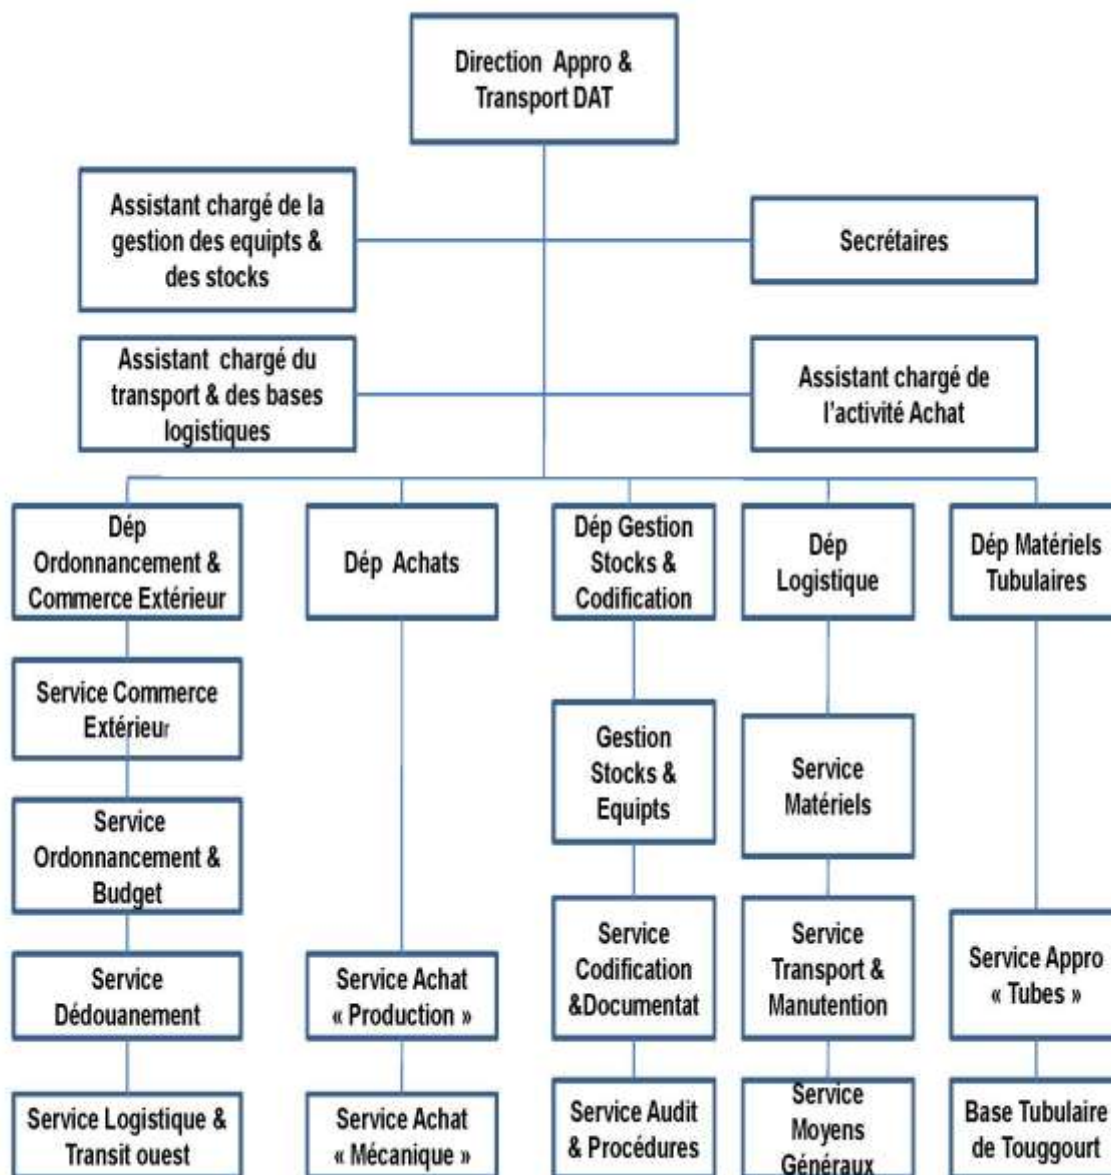 Direction Appro &
Transport DAT
Assistant chargé de la
gestion des equipts &
des stocks
Secrétaires
Assistant chargé du
transport & des bases
logistiques
Assistant chargé de
l’activité Achat
Dép
Ordonnancement &
Commerce Extérieur
Dép Achats
Dép Gestion
Stocks &
Codification
Dép
Logistique
Dép Matériels
Tubulaires
Service Commerce
Extérieur
Gestion
Stocks &
Equipts
Service
Matériels
Service
Ordonnancement &
Budget
Service
Dédouanement
Service Achat
« Production »
Service
Codification
&Documentat
Service
Transport &
Manutention
Service Appro
« Tubes »
Service Logistique &
Transit ouest
Service Achat
« Mécanique »
Service Audit
& Procédures
Service
Moyens
Généraux
Base Tubulaire
de Touggourt